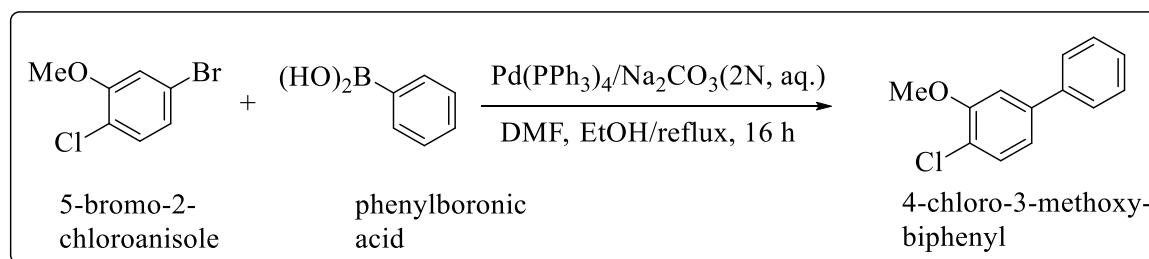 MeO
Br
Cl
+
(HO)₂B
Pd(PPh₃)₄/Na₂CO₃(2N, aq.)
DMF, EtOH/reflux, 16 h
MeO
Cl
5-bromo-2-
chloroanisole
phenylboronic
acid
4-chloro-3-methoxy-
biphenyl